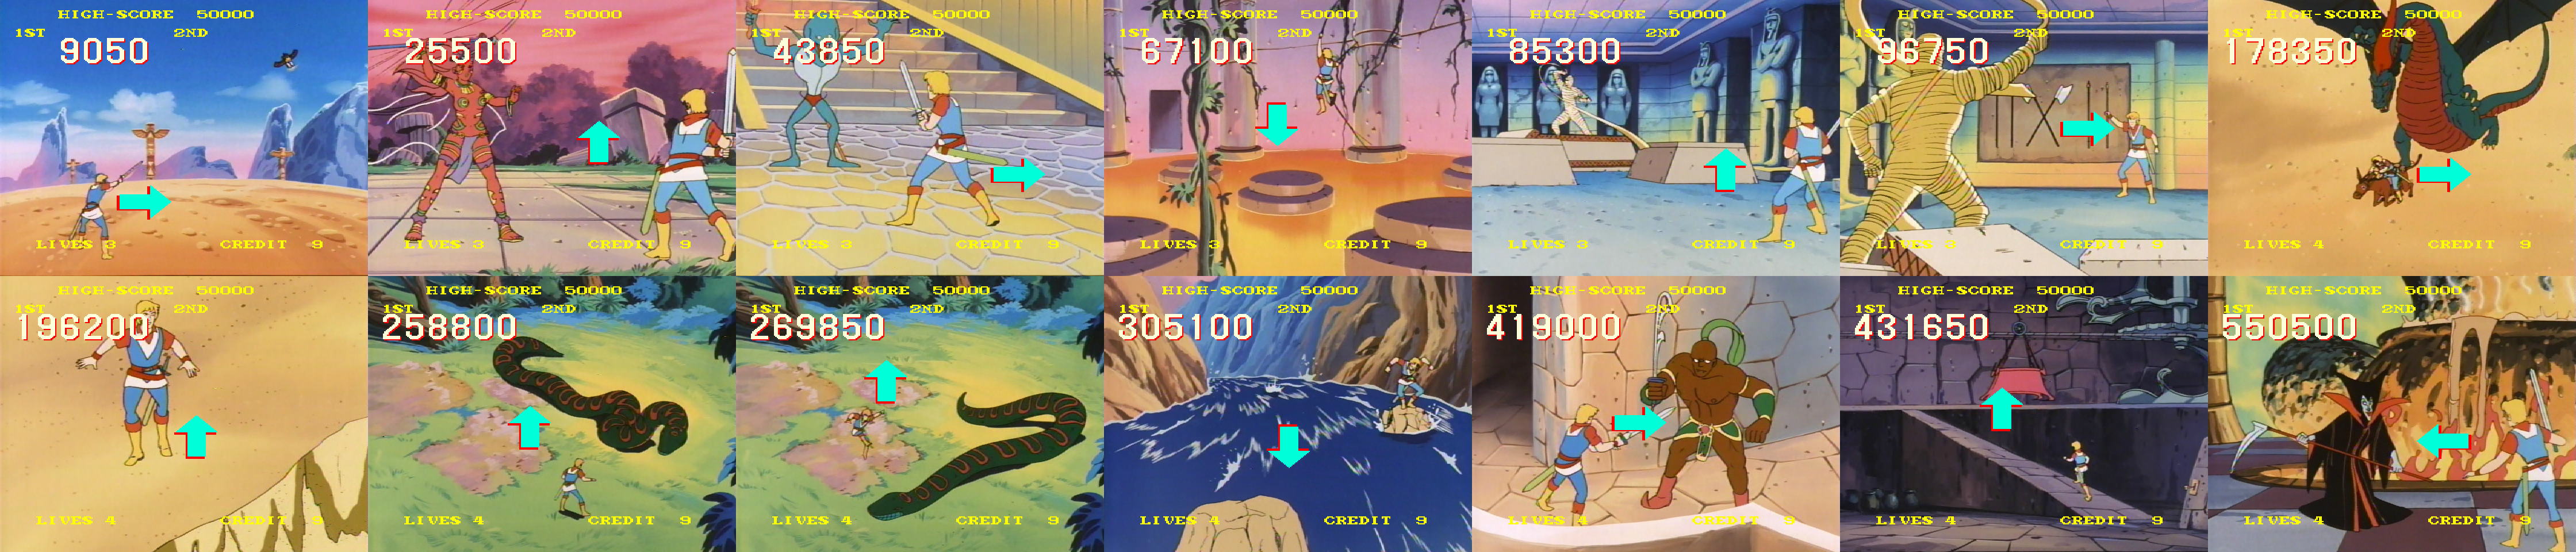 HIGH-SCORE 50000
1ST 2ND
9050
LIVES 3 CREDIT 9
HIGH-SCORE 50000
1ST 2ND
25500
LIVES 3 CREDIT 9
HIGH-SCORE 50000
1ST 2ND
43850
LIVES 3 CREDIT 9
HIGH-SCORE 50000
1ST 2ND
67100
LIVES 3 CREDIT 9
HIGH-SCORE 50000
1ST 2ND
85300
LIVES 3 CREDIT 9
HIGH-SCORE 50000
1ST 2ND
96750
LIVES 3 CREDIT 9
HIGH-SCORE 50000
1ST 2ND
178350
LIVES 4 CREDIT 9
HIGH-SCORE 50000
1ST 2ND
196200
LIVES 4 CREDIT 9
HIGH-SCORE 50000
1ST 2ND
258800
LIVES 4 CREDIT 9
HIGH-SCORE 50000
1ST 2ND
269850
LIVES 4 CREDIT 9
HIGH-SCORE 50000
1ST 2ND
305100
LIVES 4 CREDIT 9
HIGH-SCORE 50000
1ST 2ND
419000
LIVES 4 CREDIT 9
HIGH-SCORE 50000
1ST 2ND
431650
LIVES 4 CREDIT 9
HIGH-SCORE 50000
1ST 2ND
550500
LIVES 4 CREDIT 9